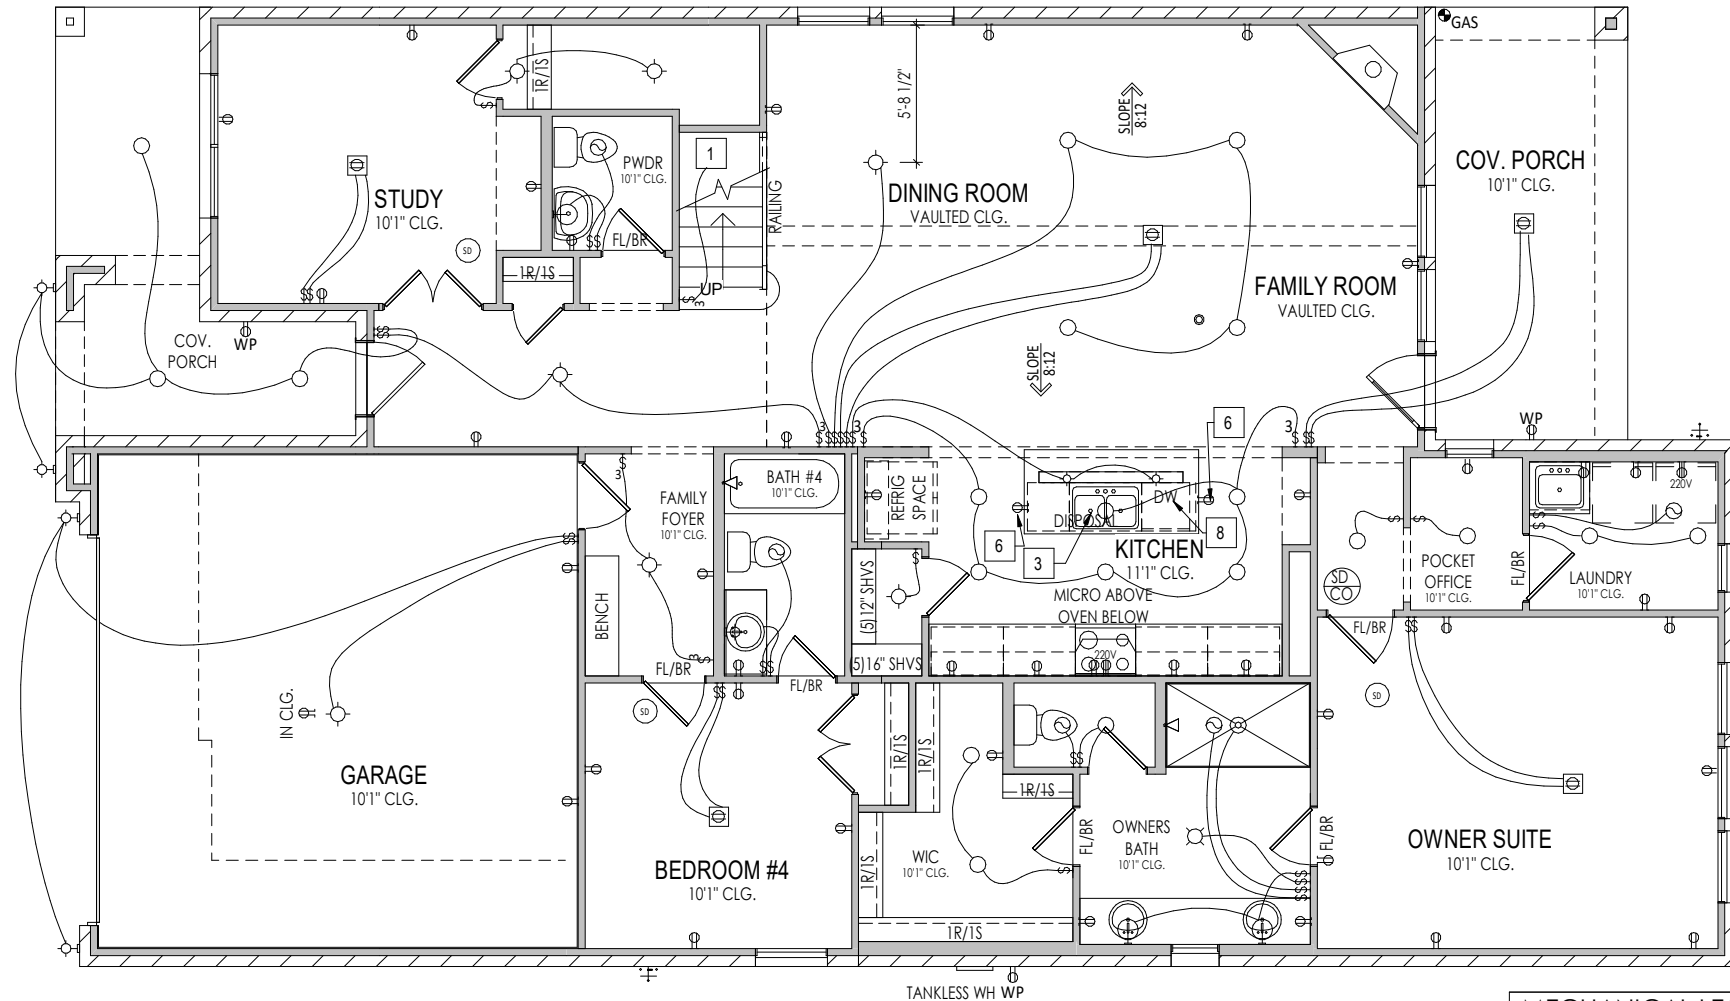 GAS
1R/1S
5'-8 1/2"
SLOPE
8:12
1
PWDR
10'1" CLG.
COV. PORCH
10'1" CLG.
STUDY
10'1" CLG.
DINING ROOM
VAULTED CLG.
RAILING
FL/BR
SD
1R/1S
UP
3
FAMILY ROOM
VAULTED CLG.
COV.
PORCH
WP
SLOPE
8:12
3
3
3
6
WP
BATH #4
10'1" CLG.
REFRIG
SPACE
DW
DISPOSAL
220V
3
FAMILY
FOYER
10'1" CLG.
6
3
8
KITCHEN
11'1" CLG.
MICRO ABOVE
OVEN BELOW
SD
CO
POCKET
OFFICE
10'1" CLG.
FL/BR
LAUNDRY
10'1" CLG.
BENCH
(5)12" SHVS
(5)16" SHVS
220V
3
FL/BR
FL/BR
FL/BR
SD
SD
IN CLG.
GARAGE
10'1" CLG.
1R/1S
1R/1S
1R/1S
FL/BR
OWNERS
BATH
10'1" CLG.
FL/BR
OWNER SUITE
10'1" CLG.
BEDROOM #4
10'1" CLG.
1R/1S
WIC
10'1" CLG.
1R/1S
TANKLESS WH WP